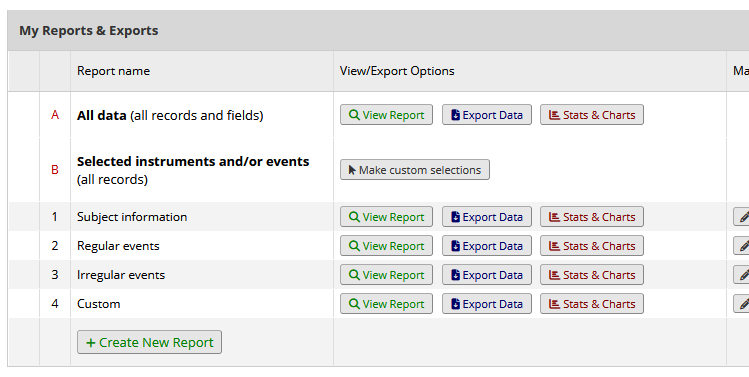 My Reports & Exports
Report name View/Export Options Ma
A All data (all records and fields) View Report Export Data Stats & Charts
B Selected instruments and/or events
(all records) Make custom selections
1 Subject information View Report Export Data Stats & Charts
2 Regular events View Report Export Data Stats & Charts
3 Irregular events View Report Export Data Stats & Charts
4 Custom View Report Export Data Stats & Charts
+ Create New Report